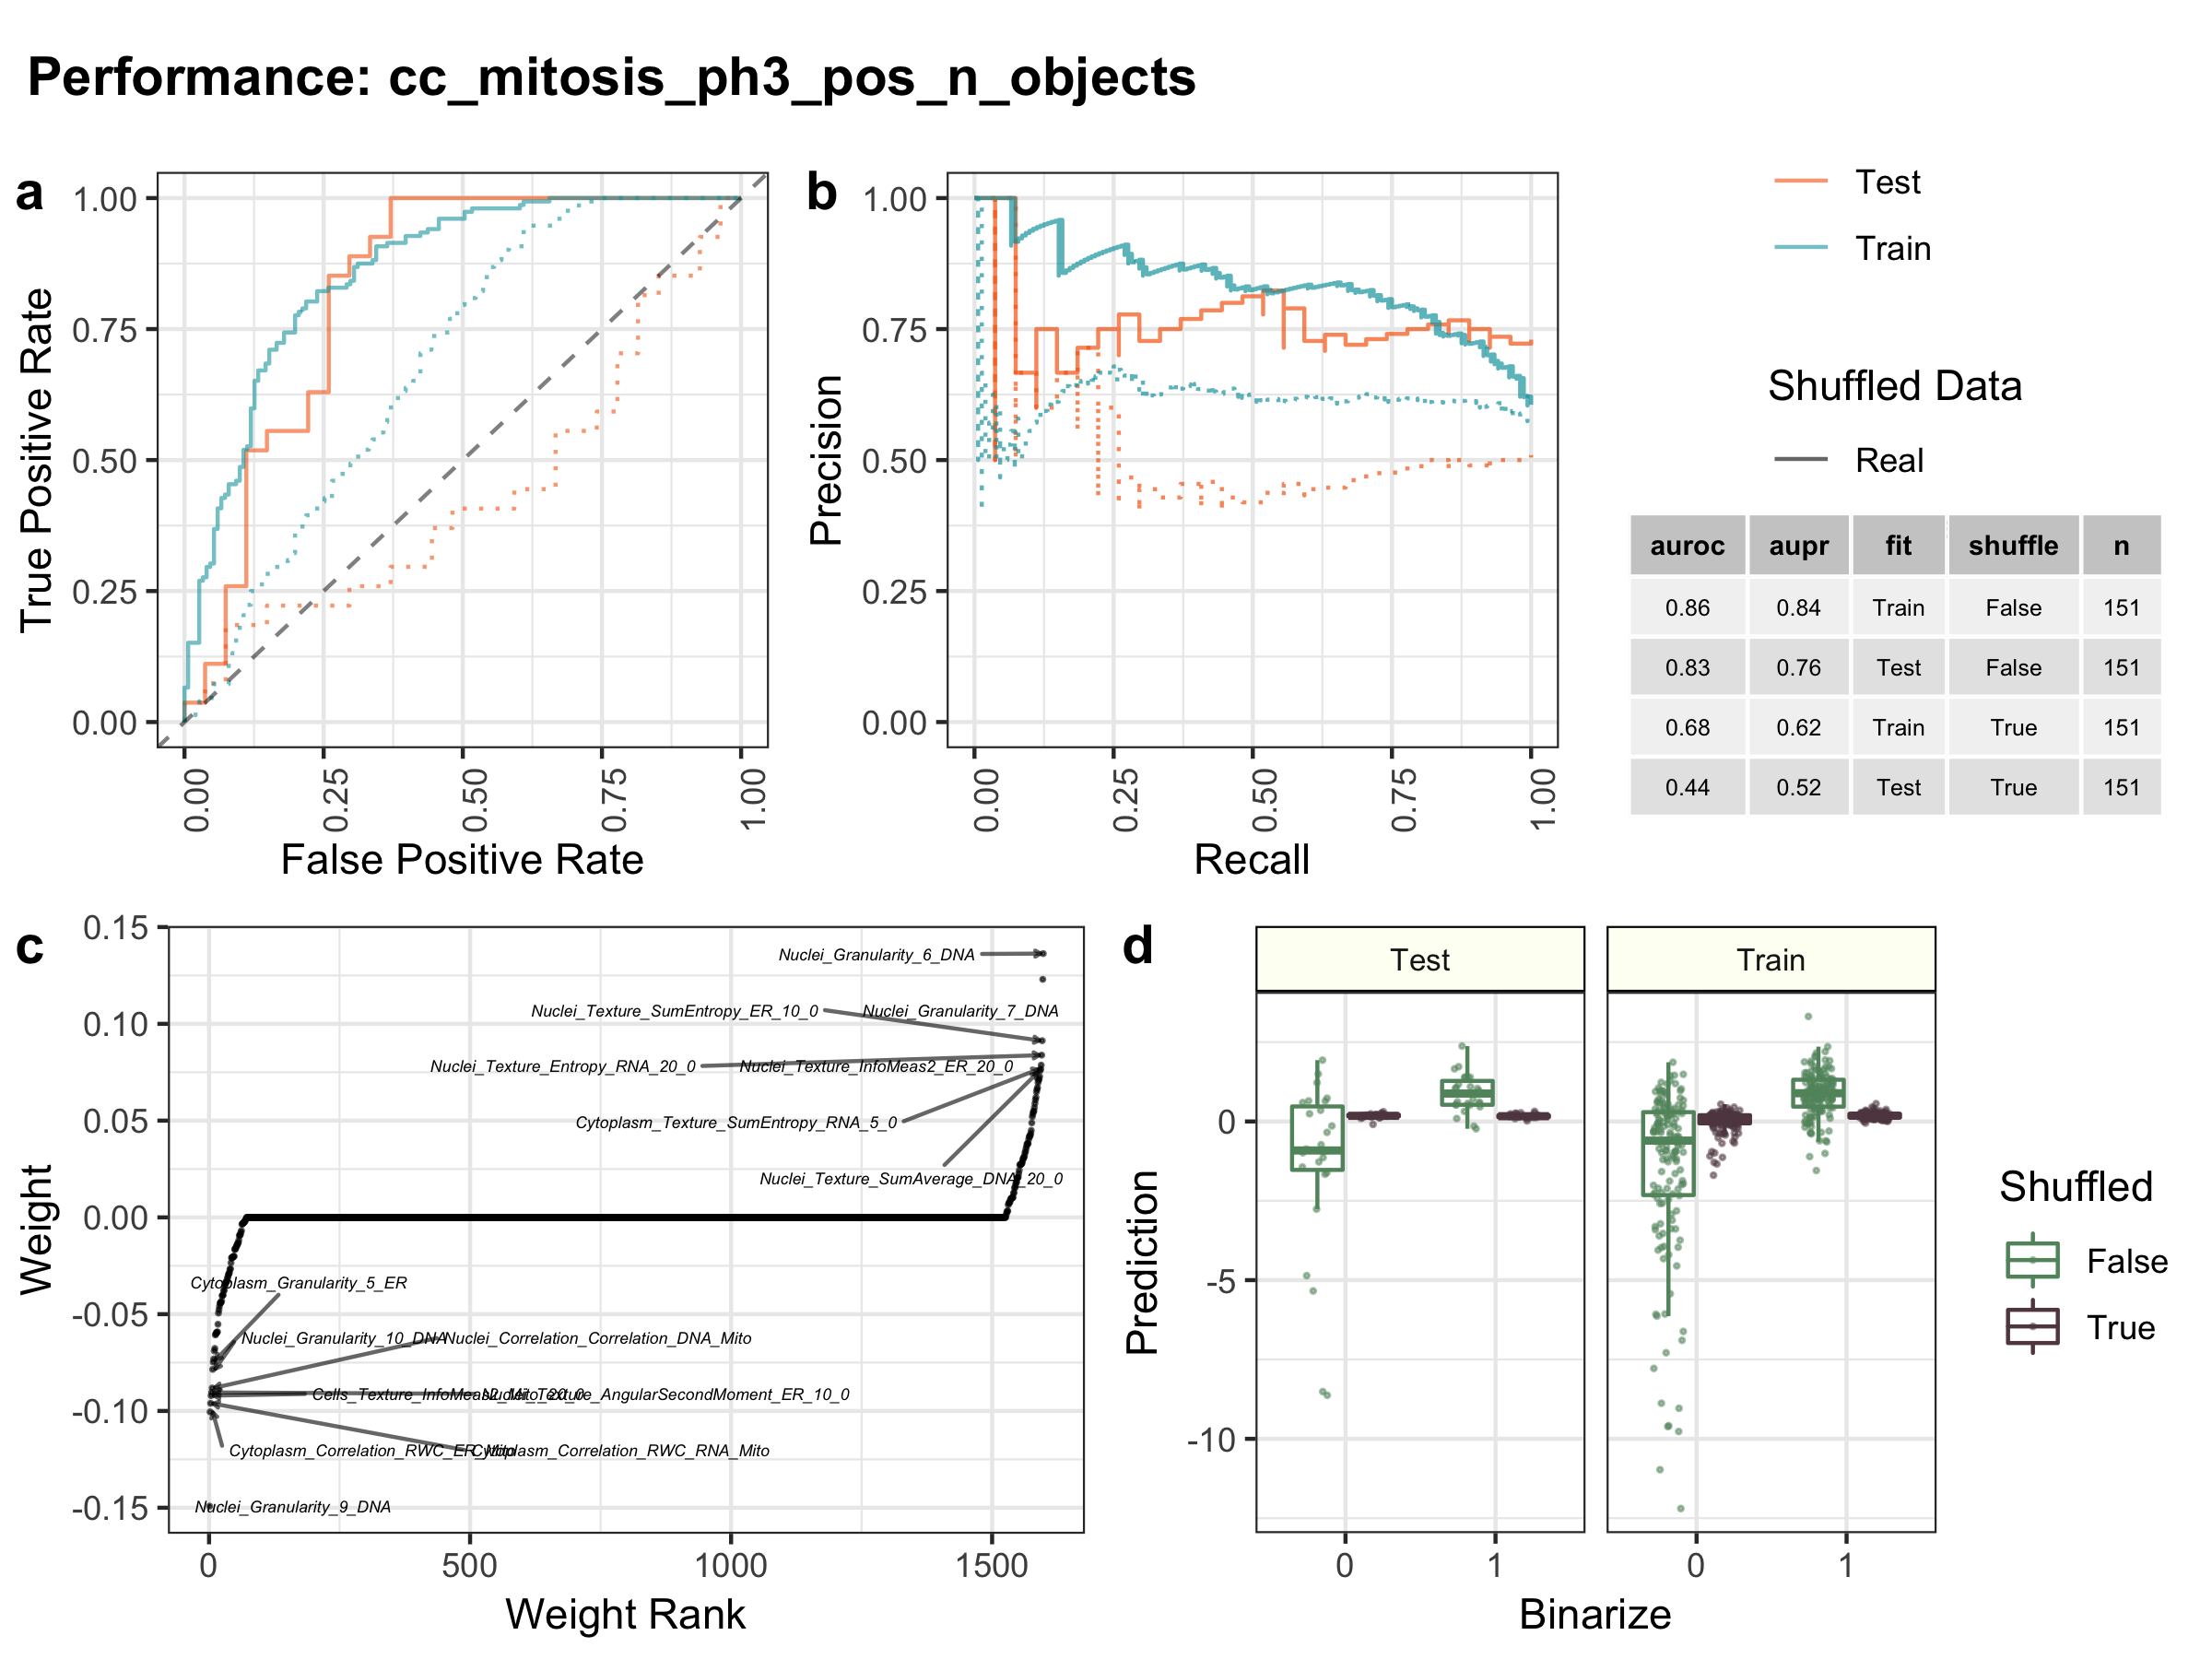 Performance: cc_mitosis_ph3_pos_n_objects
a
1.00
0.75
0.50
0.25
0.00
True Positive Rate
0.00
0.25
0.50
0.75
1.00
False Positive Rate
b
1.00
0.75
0.50
0.25
0.00
Precision
0.00
0.25
0.50
0.75
1.00
Recall
Test
Train
Shuffled Data
Real
auroc aupr fit shuffle n
0.86 0.84 Train False 151
0.83 0.76 Test False 151
0.68 0.62 Train True 151
0.44 0.52 Test True 151
c
0.15
0.10
0.05
0.00
-0.05
-0.10
-0.15
Weight
Nuclei_Granularity_6_DNA
Nuclei_Texture_SumEntropy_ER_10_0
Nuclei_Granularity_7_DNA
Nuclei_Texture_Entropy_RNA_20_0
Nuclei_Texture_InfoMeas2_ER_20_0
Cytoplasm_Texture_SumEntropy_RNA_5_0
Nuclei_Texture_SumAverage_DNA_20_0
Cytoplasm_Granularity_5_ER
Nuclei_Granularity_10_DNA
Nuclei_Correlation_Correlation_DNA_Mito
Cells_Texture_InfoMeas2_Mito_20_0
Nuclei_Texture_AngularSecondMoment_ER_10_0
Cytoplasm_Correlation_RWC_ER_Mito
Cytoplasm_Correlation_RWC_RNA_Mito
Nuclei_Granularity_9_DNA
0
500
1000
1500
Weight Rank
d
Test
Train
0
-5
-10
Prediction
0
1
0
1
Binarize
Shuffled
False
True